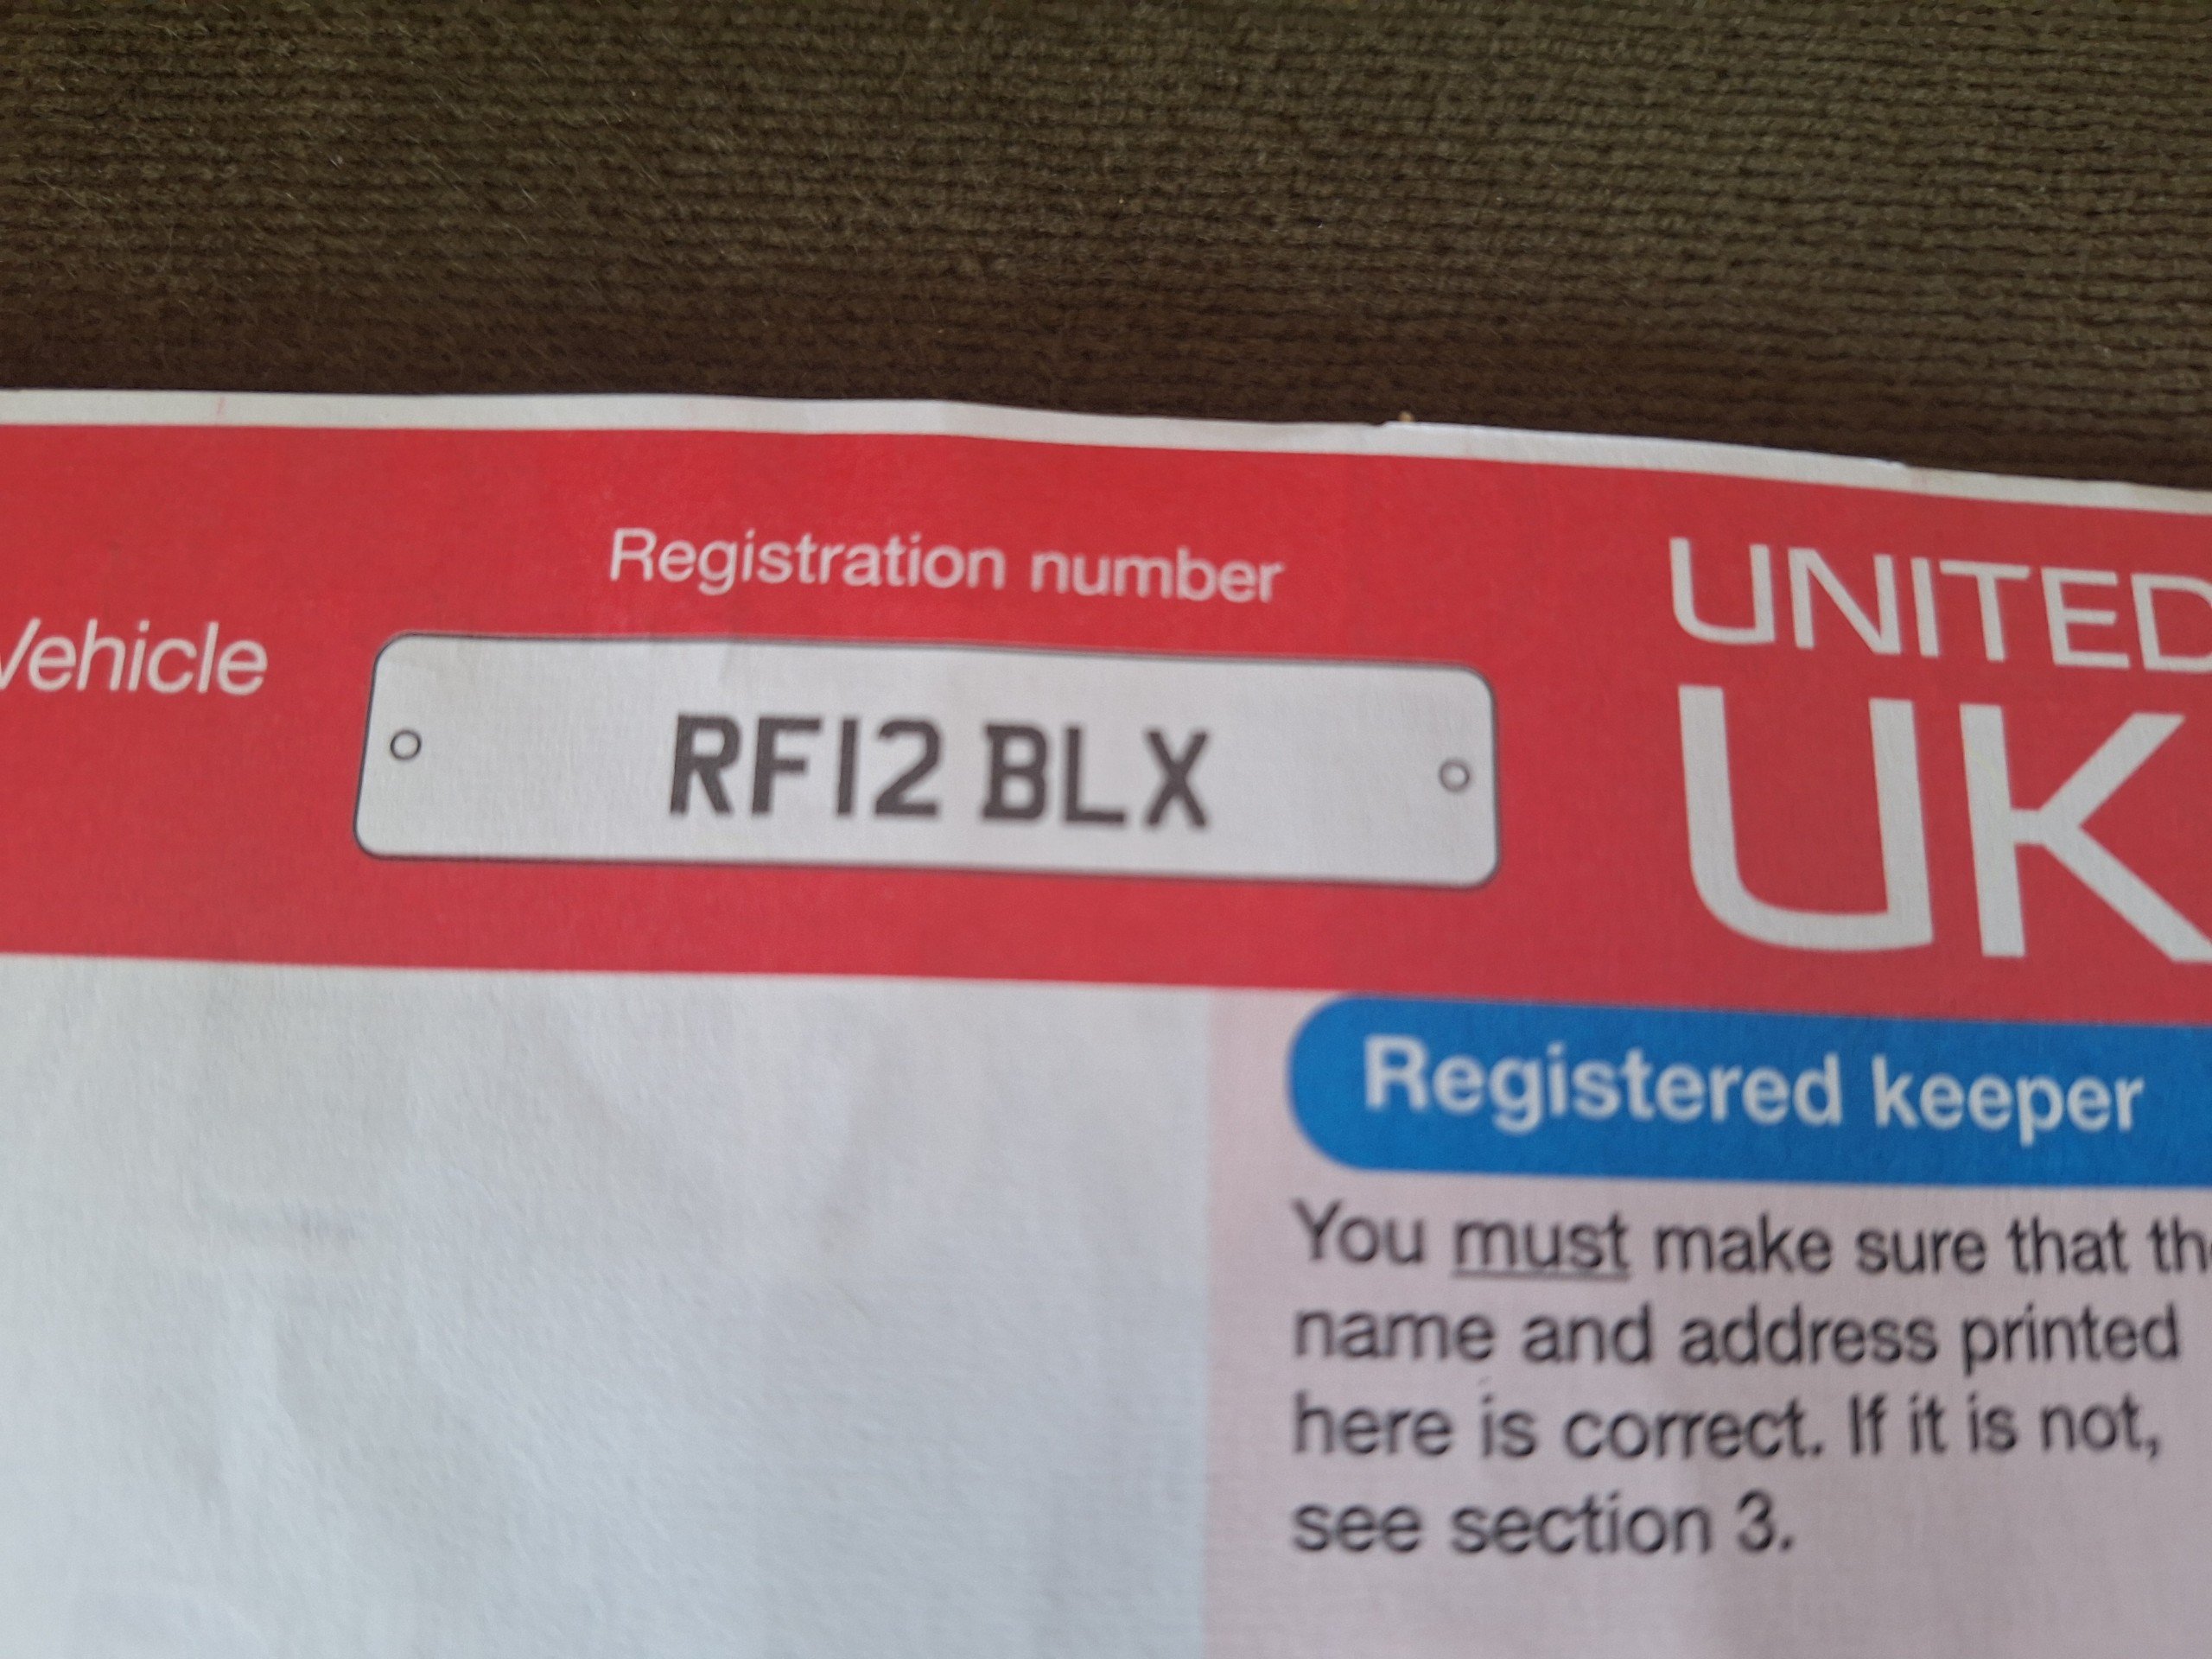 Registration number
Vehicle
RF12 BLX
UNITED
UK
Registered keeper
You must make sure that the
name and address printed
here is correct. If it is not,
see section 3.